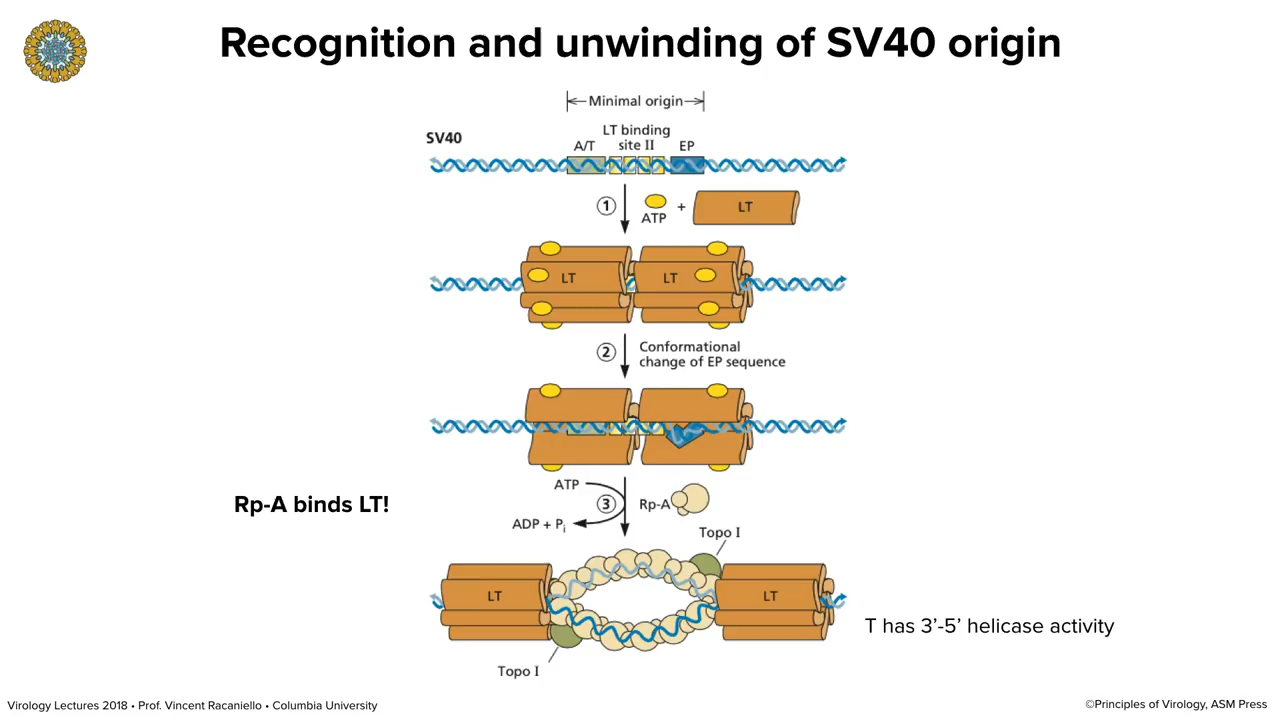 Recognition and unwinding of SV40 origin
Minimal origin
SV40
LT binding
site II
A/T
EP
1
ATP
+
LT
LT
LT
2
Conformational
change of EP sequence
ATP
3
Rp-A
Rp-A binds LT!
ADP + Pi
Topo I
LT
LT
T has 3’-5’ helicase activity
Topo I
Virology Lectures 2018 • Prof. Vincent Racaniello • Columbia University
©Principles of Virology, ASM Press